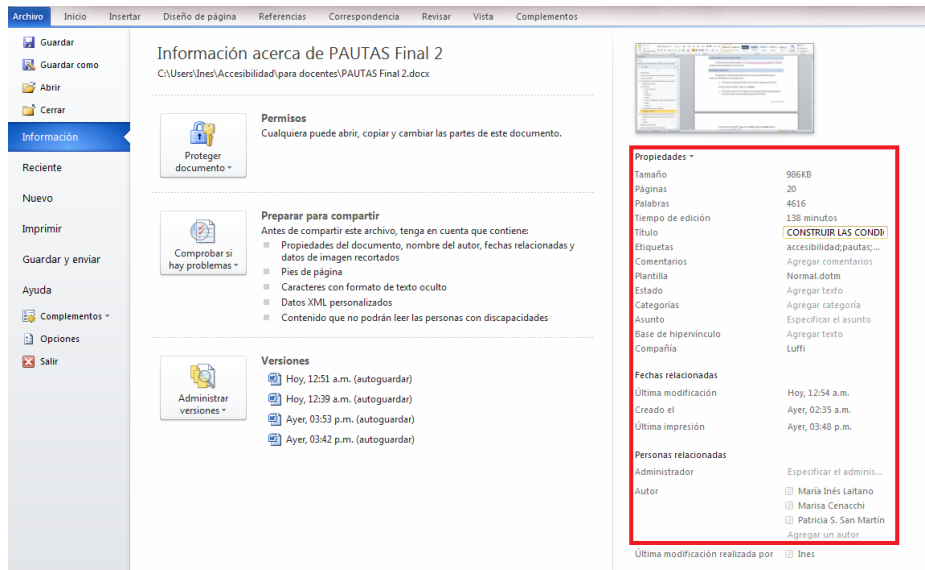 Archivo Inicio Insertar Diseño de página Referencias Correspondencia Revisar Vista Complementos
Guardar
Guardar como
Abrir
Cerrar
Información
Reciente
Nuevo
Imprimir
Guardar y enviar
Ayuda
Complementos
Opciones
Salir
Información acerca de PAUTAS Final 2
C:\Users\Ines\Accesibilidad\para docentes\PAUTAS Final 2.docx
Proteger
documento
Permisos
Cualquiera puede abrir, copiar y cambiar las partes de este documento.
Comprobar si
hay problemas
Preparar para compartir
Antes de compartir este archivo, tenga en cuenta que contiene:
Propiedades del documento, nombre del autor, fechas relacionadas y
datos de imagen recortados
Pies de página
Caracteres con formato de texto oculto
Datos XML personalizados
Contenido que no podrán leer las personas con discapacidades
Administrar
versiones
Versiones
Hoy, 12:51 a.m. (autoguardar)
Hoy, 12:39 a.m. (autoguardar)
Ayer, 03:53 p.m. (autoguardar)
Ayer, 03:42 p.m. (autoguardar)
Propiedades
Tamaño 986KB
Páginas 20
Palabras 4616
Tiempo de edición 138 minutos
Título CONSTRUIR LAS CONDI
Etiquetas accesibilidad;pautas;...
Comentarios Agregar comentarios
Plantilla Normal.dotm
Estado Agregar texto
Categorías Agregar categoría
Asunto Especificar el asunto
Base de hipervínculo Agregar texto
Compañía Luffi
Fechas relacionadas
Última modificación Hoy, 12:54 a.m.
Creado el Ayer, 02:35 a.m.
Última impresión Ayer, 03:48 p.m.
Personas relacionadas
Administrador Especificar el adminis...
Autor María Inés Laitano
Marisa Cenacchi
Patricia S. San Martín
Agregar un autor
Última modificación realizada por Ines